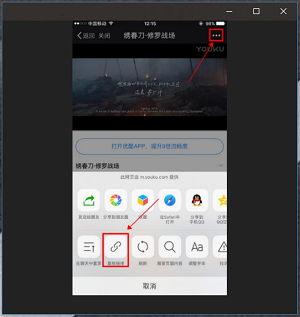 中国移动 12:15 98%
返回 关闭 绣春刀·修罗战场
YOUKU
打开优酷APP，提升3倍流畅度
绣春刀·修罗战场
此网页由 m.youku.com 提供
发送给朋友 分享到朋友圈 收藏 在Safari中打开 分享到手机QQ
在聊天中置顶 复制链接 刷新 搜索页面内容 调整字体
取消